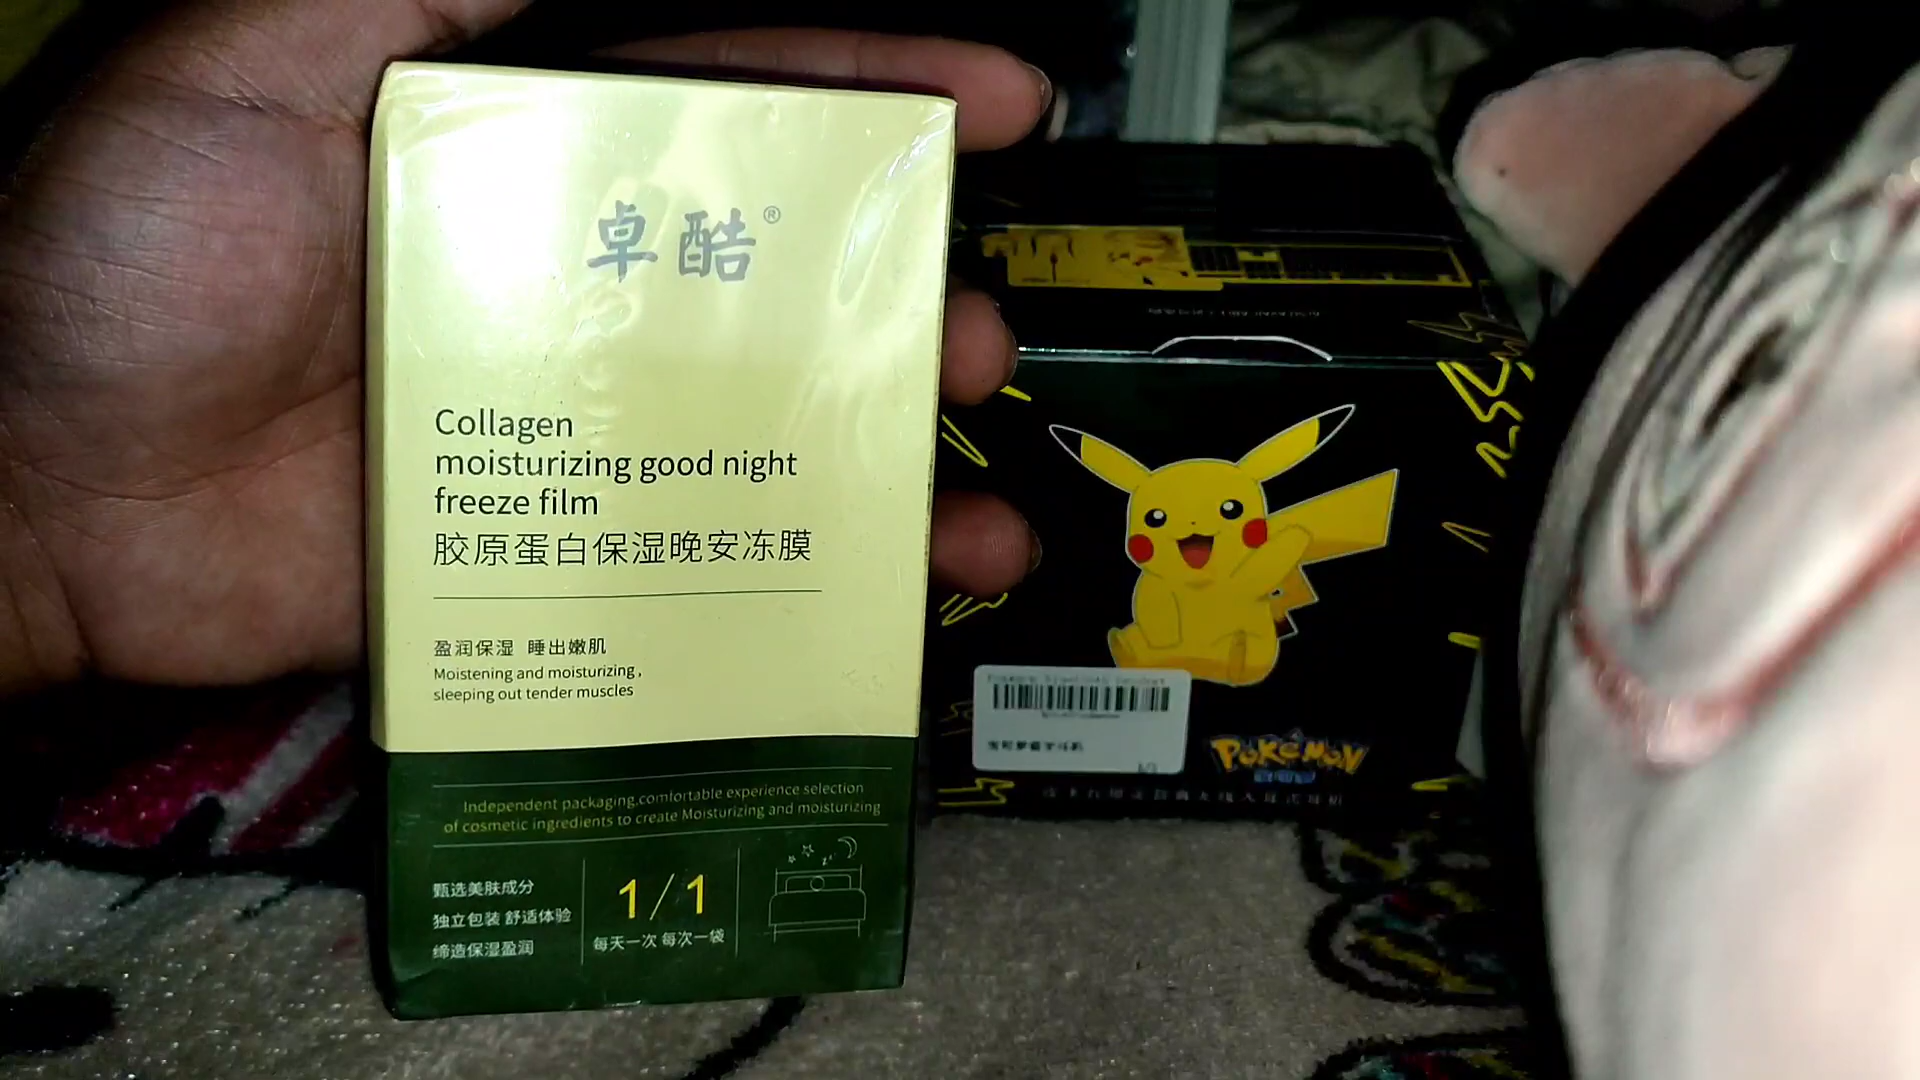 卓酷®
Collagen
moisturizing good night
freeze film
胶原蛋白保湿晚安冻膜
盈润保湿 睡出嫩肌
Moistening and moisturizing,
sleeping out tender muscles
Independent packaging,comfortable experience selection
of cosmetic ingredients to create Moisturizing and moisturizing
甄选美肤成分
独立包装 舒适体验
缔造保湿盈润
1/1
每天一次 每次一袋
POKéMON